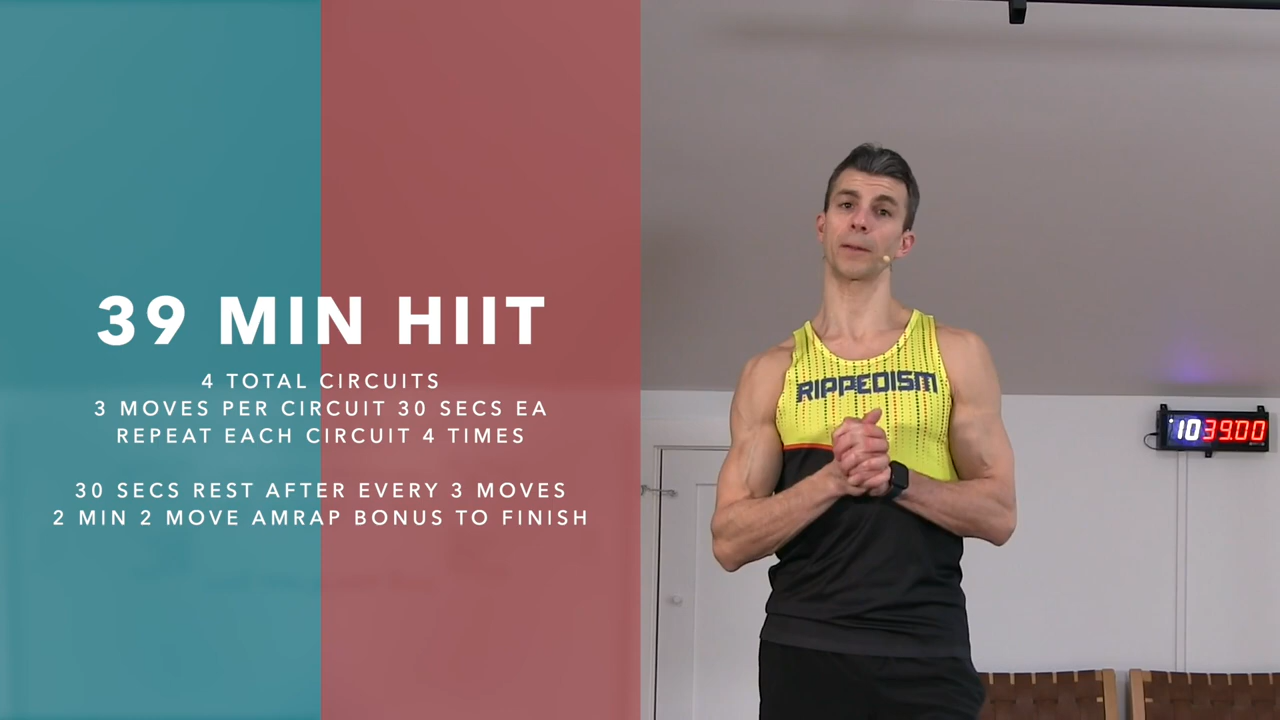 39 MIN HIIT
4 TOTAL CIRCUITS
3 MOVES PER CIRCUIT 30 SECS EA
REPEAT EACH CIRCUIT 4 TIMES
30 SECS REST AFTER EVERY 3 MOVES
2 MIN 2 MOVE AMRAP BONUS TO FINISH
RIPPEDISM
10 39:00